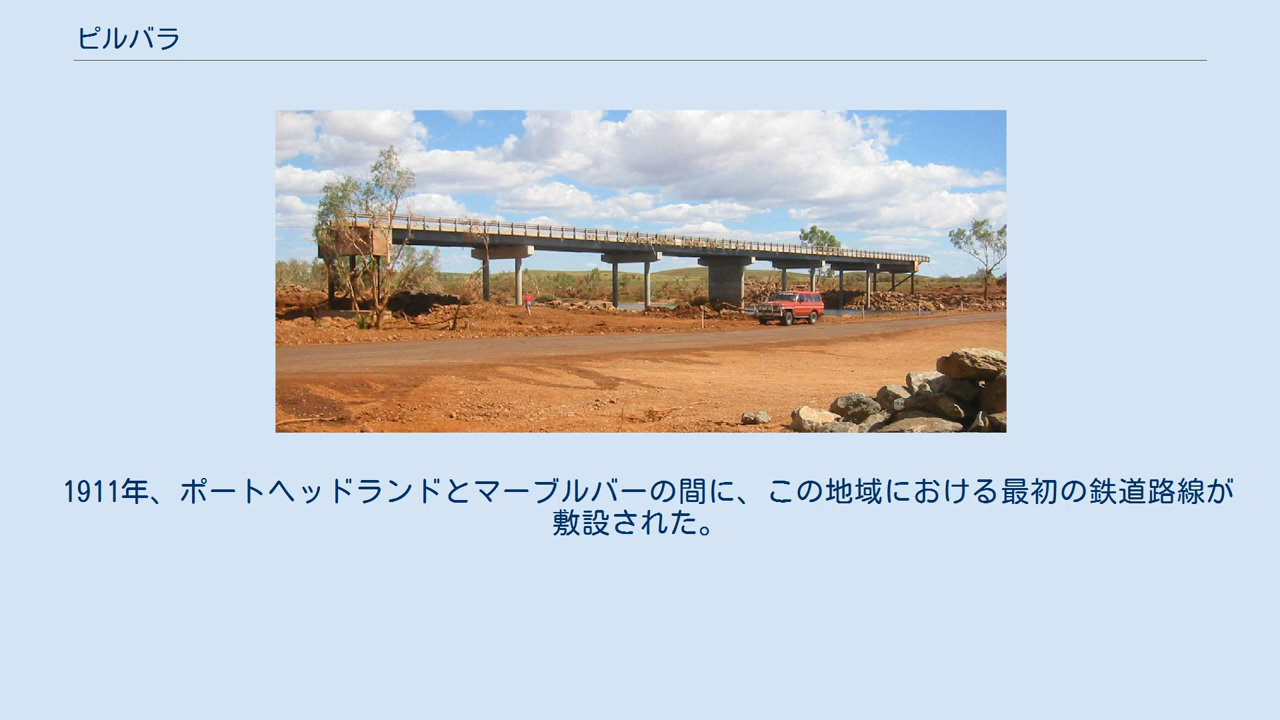 ピルバラ
1911年、ポートヘッドランドとマーブルバーの間に、この地域における最初の鉄道路線が
敷設された。